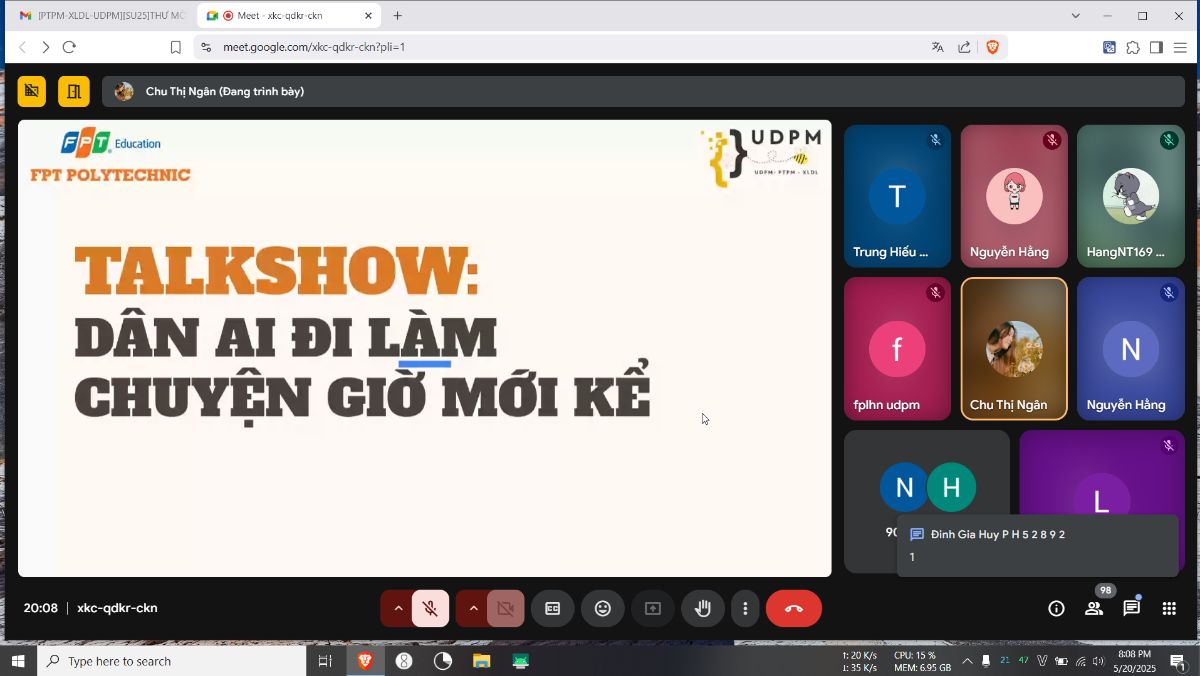 [PTPM-XLDL-UDPM][SU25]THƯ MỜ
Meet - xkc-qdkr-ckn
meet.google.com/xkc-qdkr-ckn?pli=1
Chu Thị Ngân (Đang trình bày)
FPT Education
FPT POLYTECHNIC
UDPM
UDPM- PTPM - XLDL
TALKSHOW:
DÂN AI ĐI LÀM
CHUYỆN GIỜ MỚI KỂ
T
Trung Hiếu ...
Nguyễn Hằng
HangNT169 ...
f
fplhn udpm
Chu Thị Ngân
N
Nguyễn Hằng
N H
L
Đinh Gia Huy P H 5 2 8 9 2
1
20:08 | xkc-qdkr-ckn
98
Type here to search
↑: 20 K/s
↓: 35 K/s
CPU: 15 %
MEM: 6.95 GB
21 47
8:08 PM
5/20/2025
1